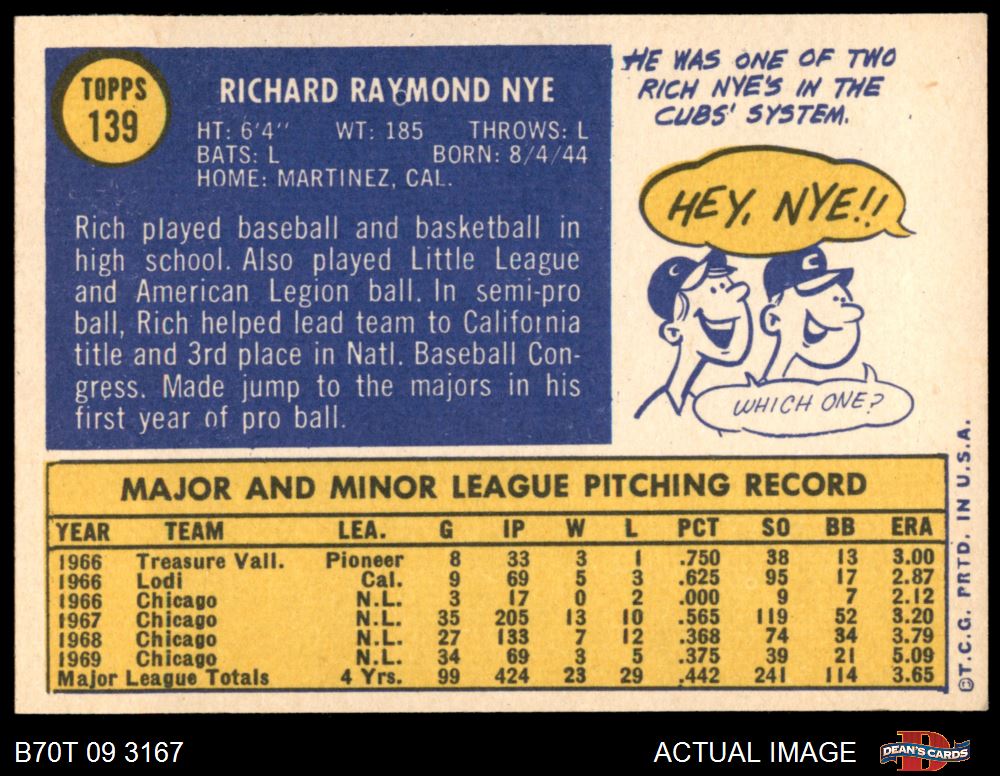 TOPPS
139
RICHARD RAYMOND NYE
HT: 6'4" WT: 185 THROWS: L
BATS: L BORN: 8/4/44
HOME: MARTINEZ, CAL.
Rich played baseball and basketball in
high school. Also played Little League
and American Legion ball. In semi-pro
ball, Rich helped lead team to California
title and 3rd place in Natl. Baseball Con-
gress. Made jump to the majors in his
first year of pro ball.
HE WAS ONE OF TWO
RICH NYE'S IN THE
CUBS' SYSTEM.
HEY, NYE!!
C
WHICH ONE?
MAJOR AND MINOR LEAGUE PITCHING RECORD
YEAR TEAM LEA. G IP W L PCT SO BB ERA
1966 Treasure Vall. Pioneer 8 33 3 1 .750 38 13 3.00
1966 Lodi Cal. 9 69 5 3 .625 95 17 2.87
1966 Chicago N.L. 3 17 0 2 .000 9 7 2.12
1967 Chicago N.L. 35 205 13 10 .565 119 52 3.20
1968 Chicago N.L. 27 133 7 12 .368 74 34 3.79
1969 Chicago N.L. 34 69 3 5 .375 39 21 5.09
Major League Totals 4 Yrs. 99 424 23 29 .442 241 114 3.65
©T.C.G. PRTD. IN U.S.A.
B70T 09 3167
ACTUAL IMAGE
D
DEAN'S CARDS